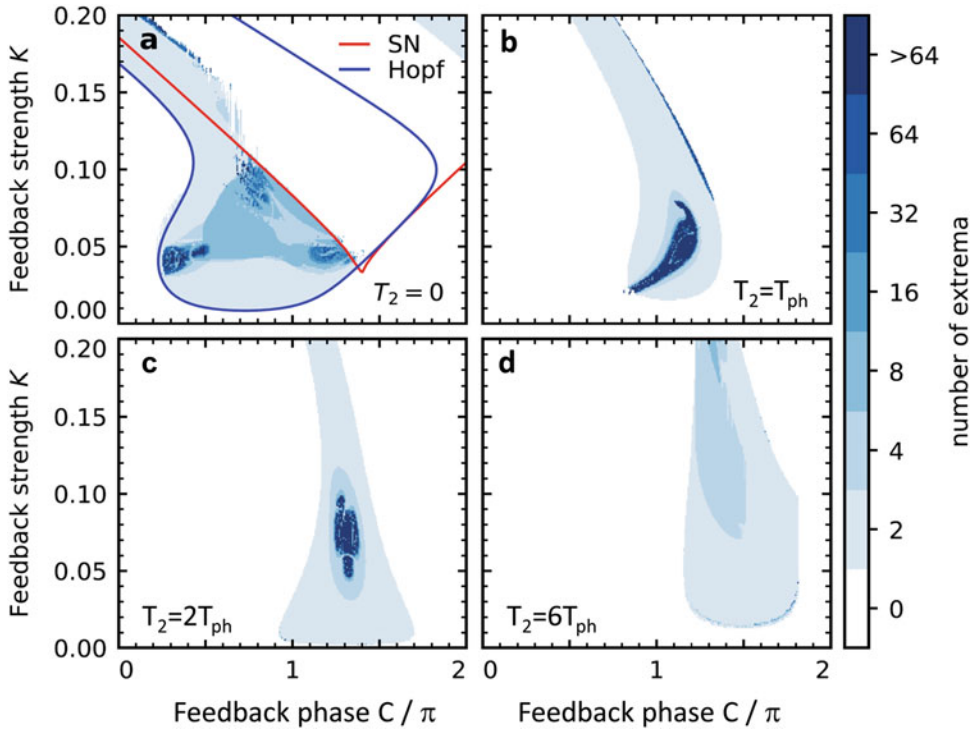 a
SN
Hopf
T₂ = 0
b
T₂=Tₚₕ
c
T₂=2Tₚₕ
d
T₂=6Tₚₕ
Feedback strength K
0.20
0.15
0.10
0.05
0.00
Feedback strength K
0.20
0.15
0.10
0.05
0.00
0
1
2
0
1
2
Feedback phase C / π
Feedback phase C / π
>64
64
32
16
8
4
2
0
number of extrema